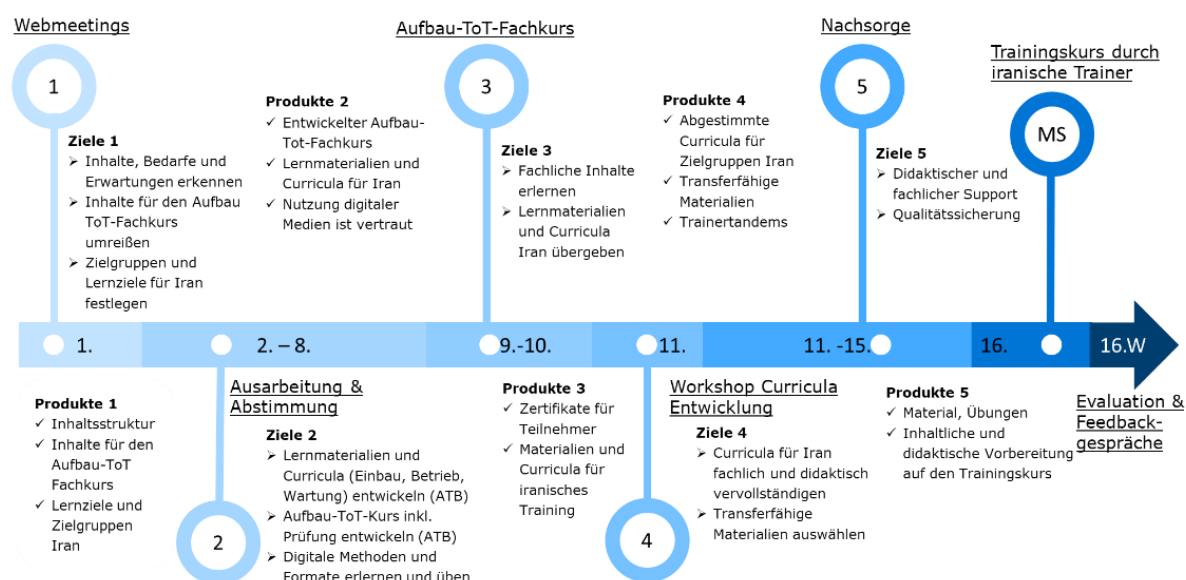 Webmeetings
1
Ziele 1
➢ Inhalte, Bedarfe und
Erwartungen erkennen
➢ Inhalte für den Aufbau
ToT-Fachkurs
umreißen
➢ Zielgruppen und
Lernziele für Iran
festlegen
Produkte 2
✓ Entwickelter Aufbau-
Tot-Fachkurs
✓ Lernmaterialien und
Curricula für Iran
✓ Nutzung digitaler
Medien ist vertraut
Aufbau-ToT-Fachkurs
3
Ziele 3
➢ Fachliche Inhalte
erlernen
➢ Lernmaterialien
und Curricula
Iran übergeben
Produkte 4
✓ Abgestimmte
Curricula für
Zielgruppen Iran
✓ Transferfähige
Materialien
✓ Trainertandems
Nachsorge
5
Ziele 5
➢ Didaktischer und
fachlicher Support
➢ Qualitätssicherung
Trainingskurs durch
iranische Trainer
MS
1.
2. – 8.
9.-10.
11.
11. -15.
16.
16.W
Produkte 1
✓ Inhaltsstruktur
✓ Inhalte für den
Aufbau-ToT
Fachkurs
✓ Lernziele und
Zielgruppen
Iran
Ausarbeitung &
Abstimmung
Ziele 2
➢ Lernmaterialien und
Curricula (Einbau, Betrieb,
Wartung) entwickeln (ATB)
➢ Aufbau-ToT-Kurs inkl.
Prüfung entwickeln (ATB)
➢ Digitale Methoden und
Formate erlernen und üben
2
Produkte 3
✓ Zertifikate für
Teilnehmer
✓ Materialien und
Curricula für
iranisches
Training
Workshop Curricula
Entwicklung
Ziele 4
➢ Curricula für Iran
fachlich und didaktisch
vervollständigen
➢ Transferfähige
Materialien auswählen
4
Produkte 5
✓ Material, Übungen
✓ Inhaltliche und
didaktische Vorbereitung
auf den Trainingskurs
Evaluation &
Feedback-
gespräche